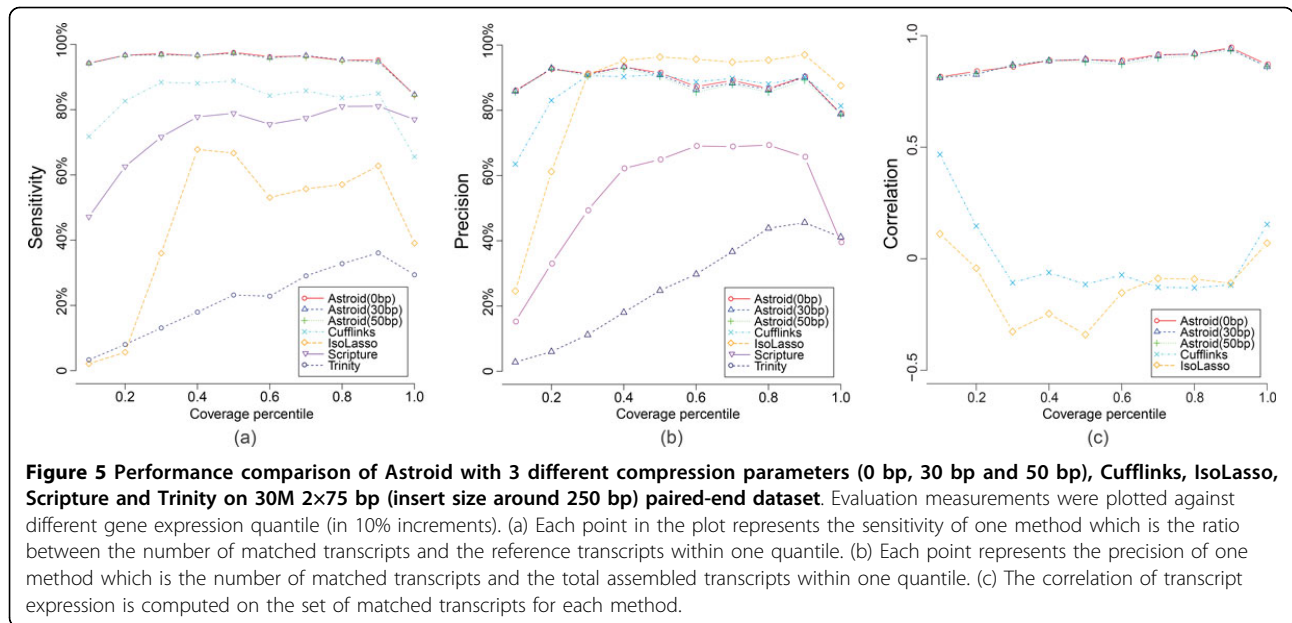 100%
80%
60%
40%
20%
0
Sensitivity
Astroid(0bp)
Astroid(30bp)
Astroid(50bp)
Cufflinks
IsoLasso
Scripture
Trinity
0.2
0.4
0.6
0.8
1.0
Coverage percentile
(a)
100%
80%
60%
40%
20%
0
Precision
Astroid(0bp)
Astroid(30bp)
Astroid(50bp)
Cufflinks
IsoLasso
Scripture
Trinity
0.2
0.4
0.6
0.8
1.0
Coverage percentile
(b)
1.0
0.5
0
−0.5
Correlation
Astroid(0bp)
Astroid(30bp)
Astroid(50bp)
Cufflinks
IsoLasso
0.2
0.4
0.6
0.8
1.0
Coverage percentile
(c)
Figure 5 Performance comparison of Astroid with 3 different compression parameters (0 bp, 30 bp and 50 bp), Cufflinks, IsoLasso,
Scripture and Trinity on 30M 2×75 bp (insert size around 250 bp) paired-end dataset. Evaluation measurements were plotted against
different gene expression quantile (in 10% increments). (a) Each point in the plot represents the sensitivity of one method which is the ratio
between the number of matched transcripts and the reference transcripts within one quantile. (b) Each point represents the precision of one
method which is the number of matched transcripts and the total assembled transcripts within one quantile. (c) The correlation of transcript
expression is computed on the set of matched transcripts for each method.